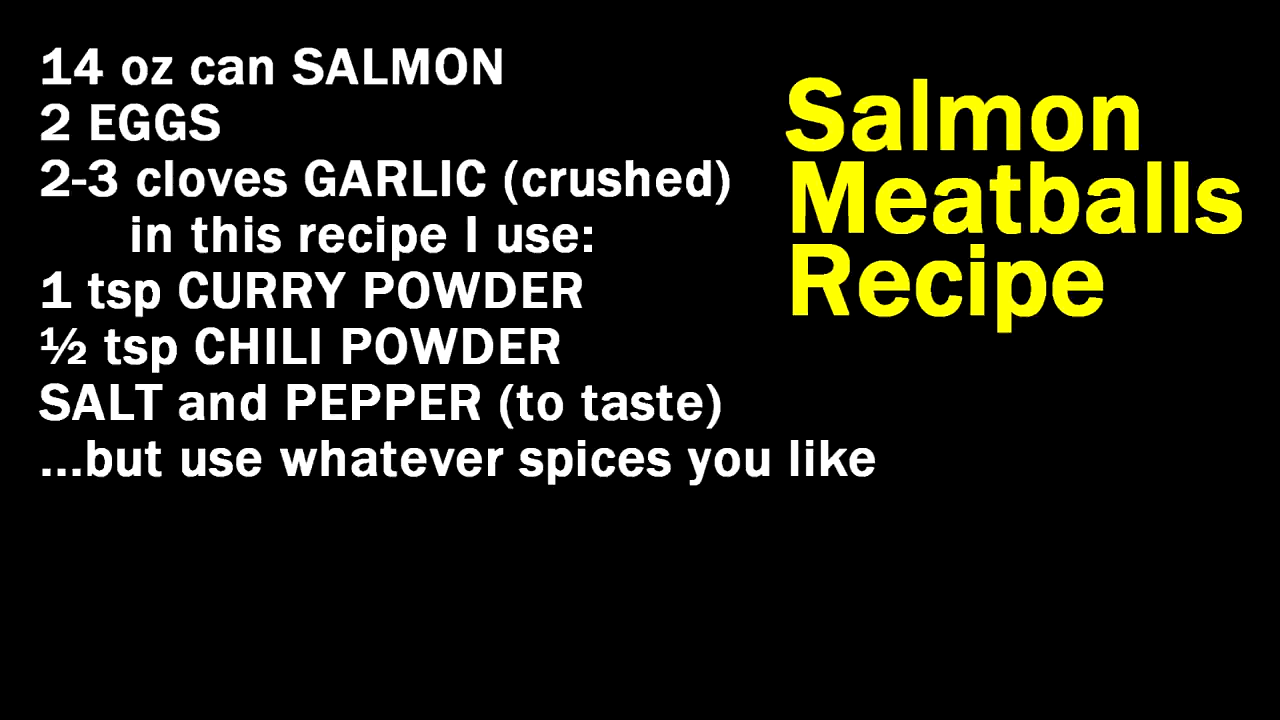 14 oz can SALMON
2 EGGS
2-3 cloves GARLIC (crushed)
in this recipe I use:
1 tsp CURRY POWDER
½ tsp CHILI POWDER
SALT and PEPPER (to taste)
...but use whatever spices you like
Salmon
Meatballs
Recipe